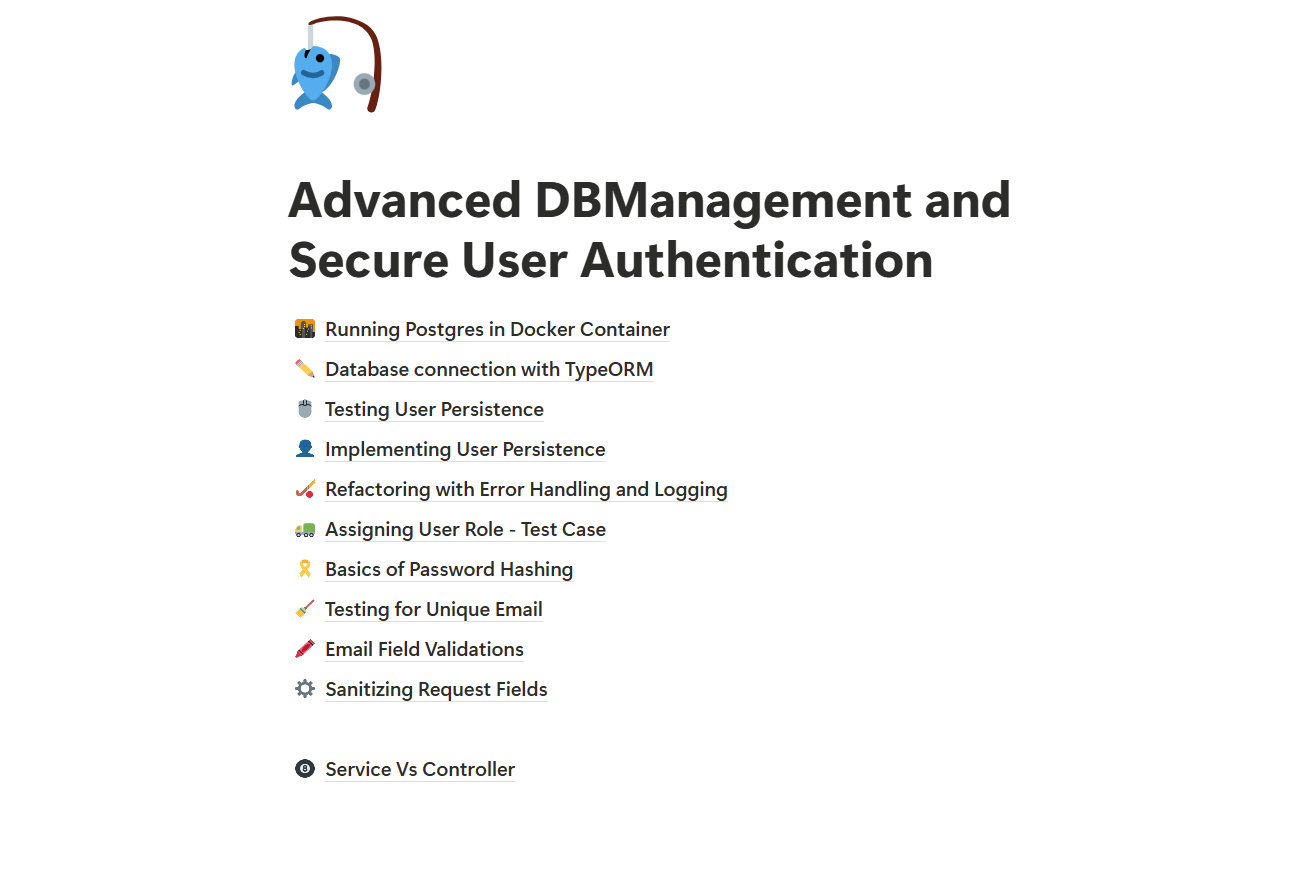 Advanced DBManagement and
Secure User Authentication
Running Postgres in Docker Container
Database connection with TypeORM
Testing User Persistence
Implementing User Persistence
Refactoring with Error Handling and Logging
Assigning User Role - Test Case
Basics of Password Hashing
Testing for Unique Email
Email Field Validations
Sanitizing Request Fields
Service Vs Controller